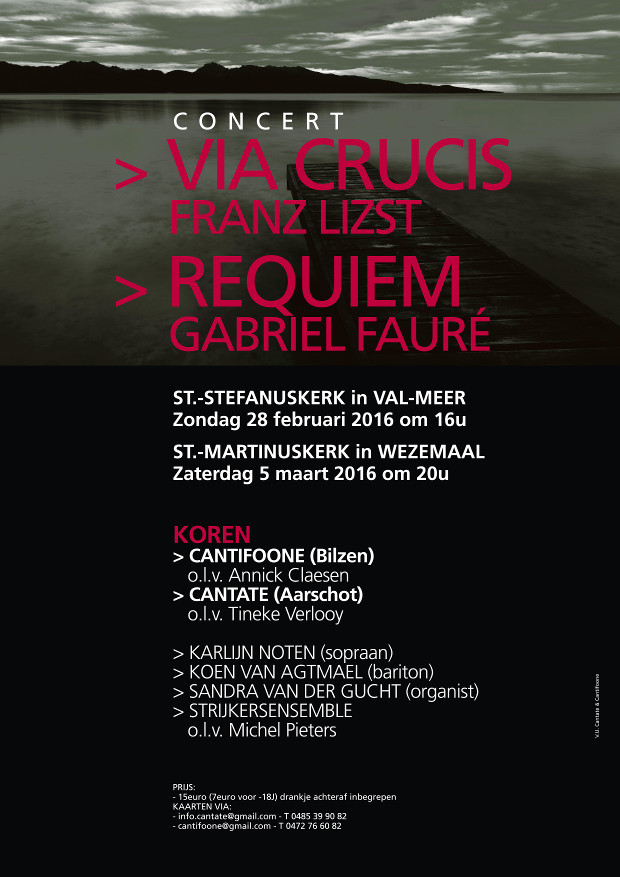 CONCERT
> VIA CRUCIS
FRANZ LIZST
> REQUIEM
GABRIEL FAURÉ
ST.-STEFANUSKERK in VAL-MEER
Zondag 28 februari 2016 om 16u
ST.-MARTINUSKERK in WEZEMAAL
Zaterdag 5 maart 2016 om 20u
KOREN
> CANTIFOONE (Bilzen)
o.l.v. Annick Claesen
> CANTATE (Aarschot)
o.l.v. Tineke Verlooy
> KARLIJN NOTEN (sopraan)
> KOEN VAN AGTMAEL (bariton)
> SANDRA VAN DER GUCHT (organist)
> STRIJKERSENSEMBLE
o.l.v. Michel Pieters
V.U. Cantate & Cantifoone
PRIJS:
- 15euro (7euro voor -18J) drankje achteraf inbegrepen
KAARTEN VIA:
- info.cantate@gmail.com - T 0485 39 90 82
- cantifoone@gmail.com - T 0472 76 60 82